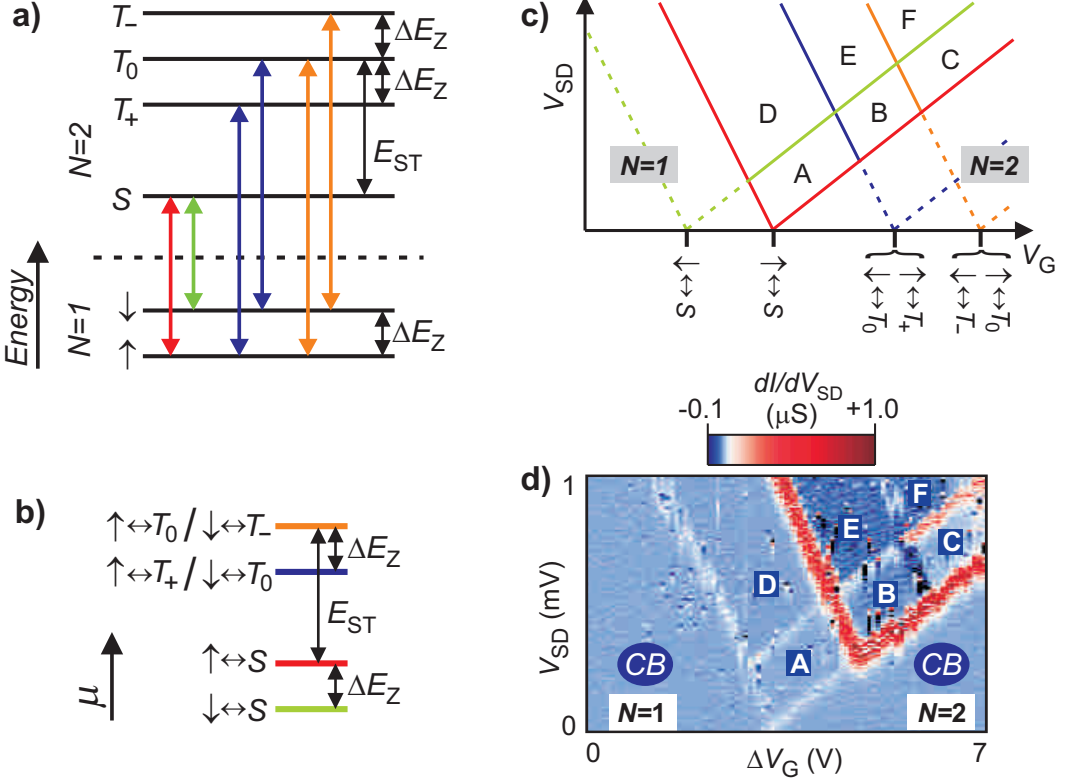 a)
T₋
ΔE_Z
T₀
ΔE_Z
T₊
N=2
E_ST
S
Energy
N=1
↓
ΔE_Z
↑
b)
↑↔T₀/↓↔T₋
ΔE_Z
↑↔T₊/↓↔T₀
E_ST
μ
↑↔S
ΔE_Z
↓↔S
c)
V_SD
F
E
C
D
B
N=1
A
N=2
V_G
↓↔S
↑↔S
↓↔T₀
↑↔T₊
↓↔T₋
↑↔T₀
dI/dV_SD
-0.1 (μS) +1.0
d)
1
F
E
C
D
B
V_SD (mV)
A
CB
CB
N=1
N=2
0
0
ΔV_G (V)
7